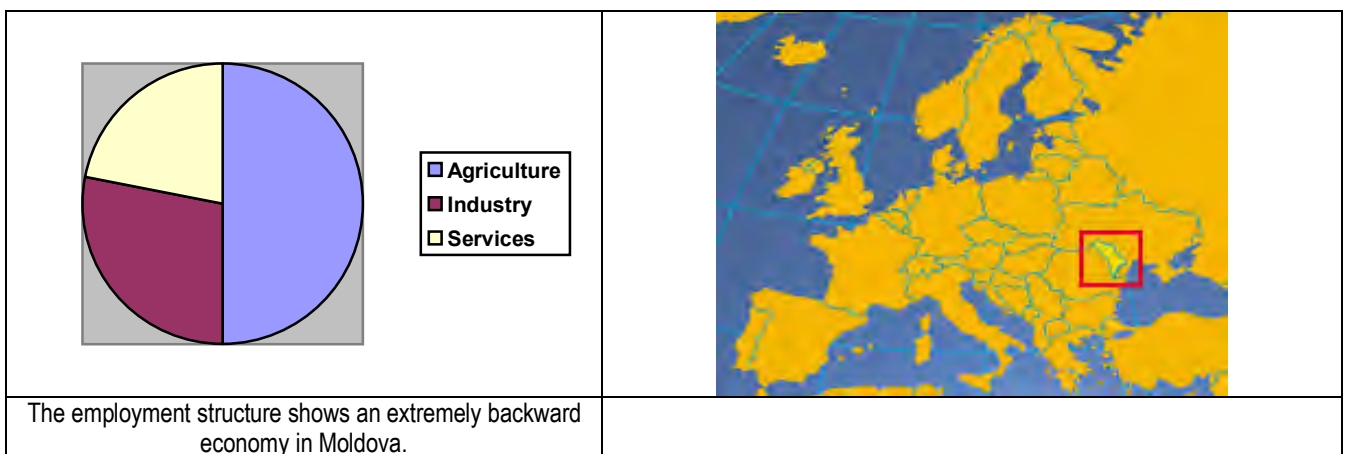 Agriculture
Industry
Services
The employment structure shows an extremely backward
economy in Moldova.